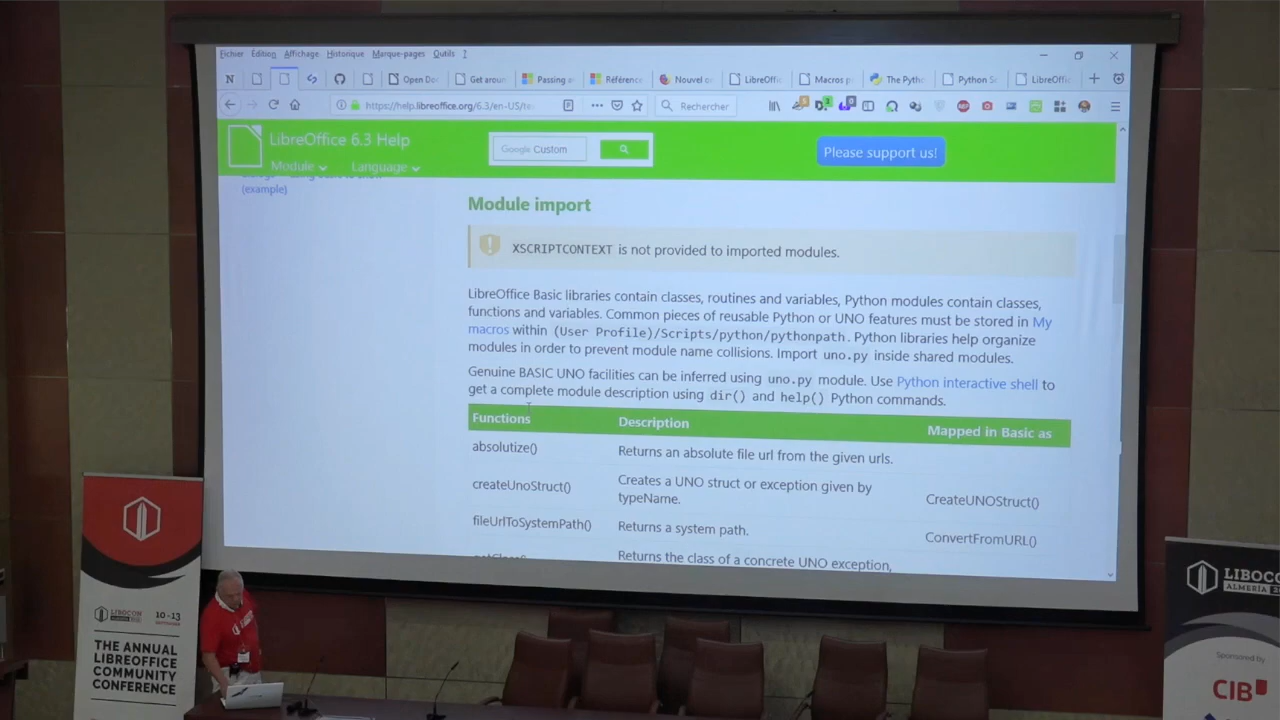 Fichier Édition Affichage Historique Marque-pages Outils ?
N Open Do Get aroun Passing a Référence Nouvel o LibreOffic Macros p The Pyth Python Sc LibreOffic
https://help.libreoffice.org/6.3/en-US/te
Rechercher
LibreOffice 6.3 Help
Module
Language
Google Custom
Please support us!
(example)
Module import
XSCRIPTCONTEXT is not provided to imported modules.
LibreOffice Basic libraries contain classes, routines and variables, Python modules contain classes,
functions and variables. Common pieces of reusable Python or UNO features must be stored in My
macros within (User Profile)/Scripts/python/pythonpath. Python libraries help organize
modules in order to prevent module name collisions. Import uno.py inside shared modules.
Genuine BASIC UNO facilities can be inferred using uno.py module. Use Python interactive shell to
get a complete module description using dir() and help() Python commands.
Functions Description Mapped in Basic as
absolutize() Returns an absolute file url from the given urls.
createUnoStruct() Creates a UNO struct or exception given by
typeName. CreateUNOStruct()
fileUrlToSystemPath() Returns a system path. ConvertFromURL()
Returns the class of a concrete UNO exception,
LIBOCON
10-13
THE ANNUAL
LIBREOFFICE
COMMUNITY
CONFERENCE
LIBOC
ALMERÍA 2
Sponsored by
CIB